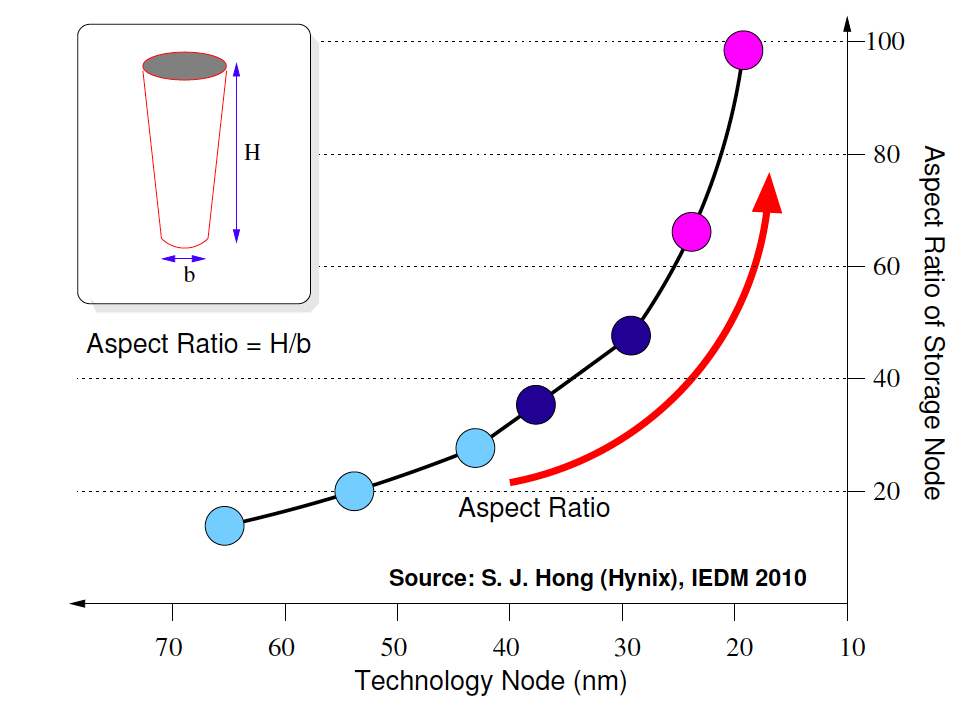 H
b
Aspect Ratio = H/b
100
80
60
40
20
Aspect Ratio of Storage Node
Aspect Ratio
Source: S. J. Hong (Hynix), IEDM 2010
70 60 50 40 30 20 10
Technology Node (nm)